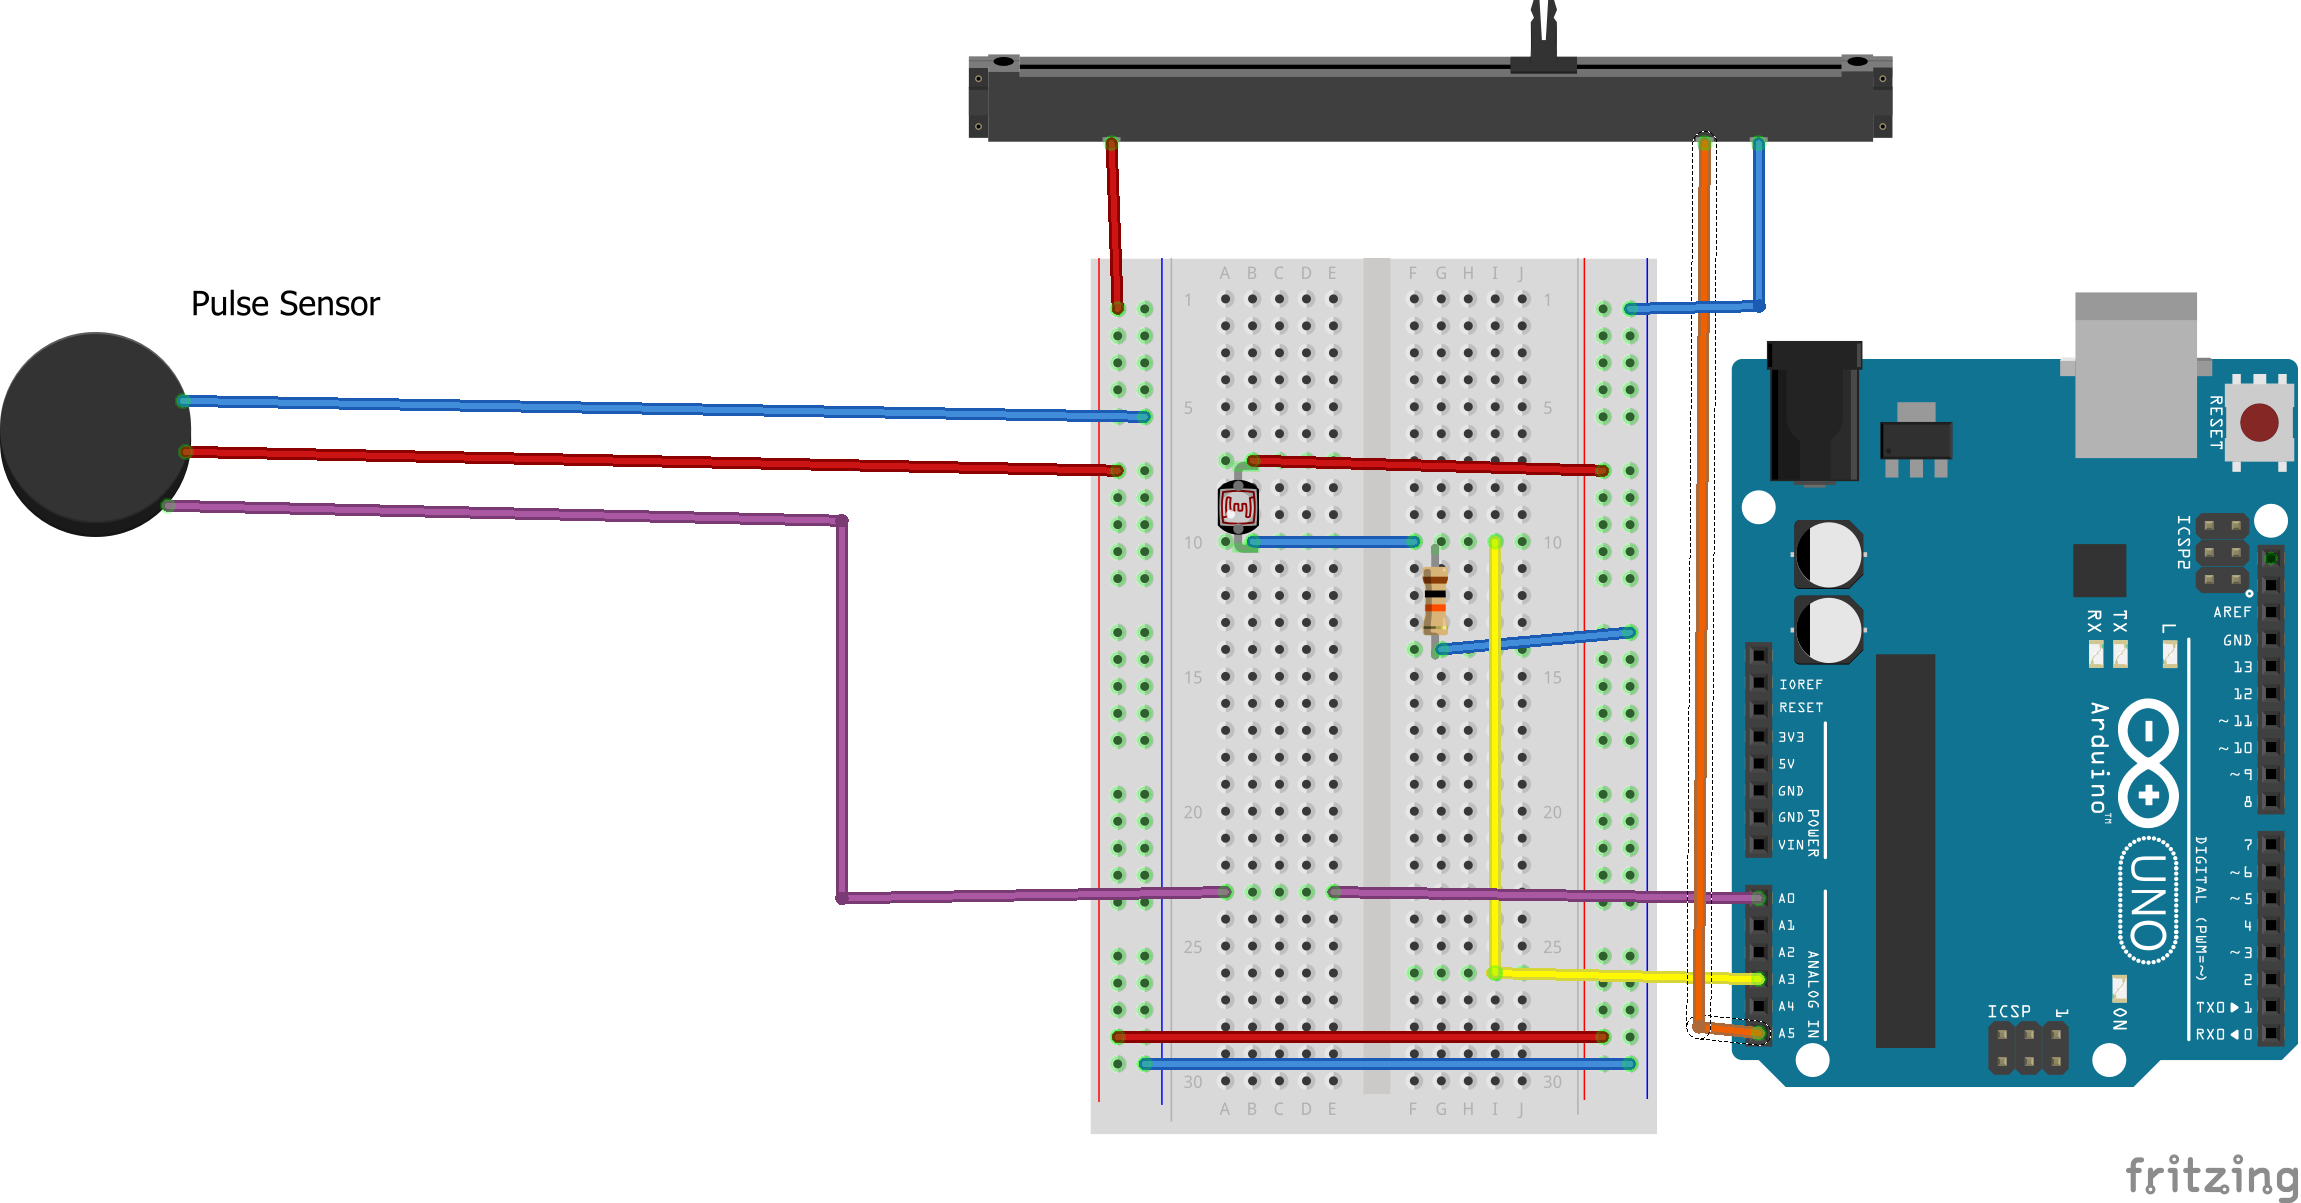 Pulse Sensor
A B C D E F G H I J
1 1
5 5
10 10
15 15
20 20
25 25
30 30
A B C D E F G H I J
RESET
ICSP2
AREF
GND
13
12
~11
~10
~9
8
7
~6
~5
4
~3
2
TX0▶1
RX0◀0
RX
TX
L
IOREF
RESET
3V3
5V
GND
GND
VIN
POWER
A0
A1
A2
A3
A4
A5
ANALOG IN
Arduino™
UNO
DIGITAL (PWM=~)
ICSP
1
ON
fritzing